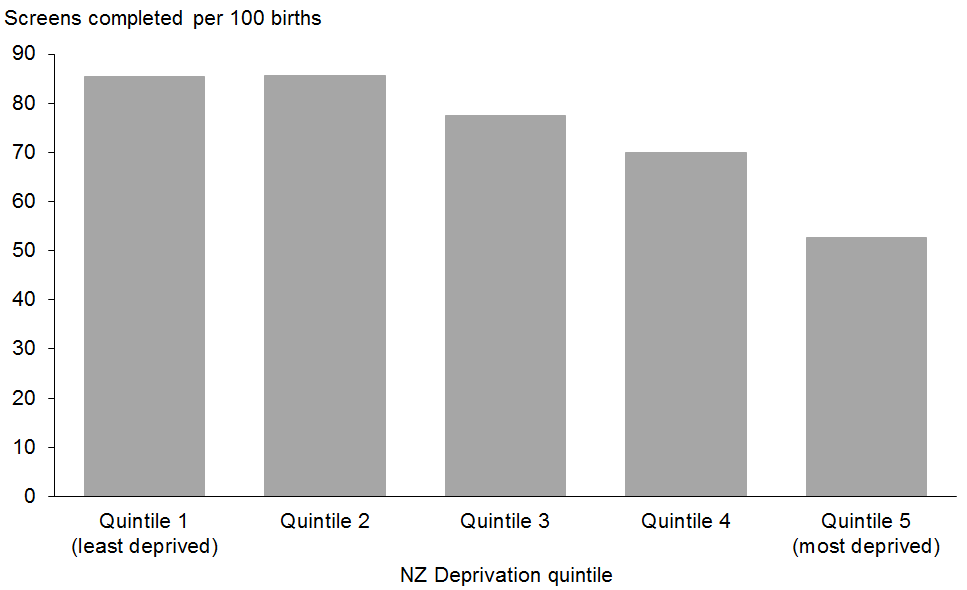 Screens completed per 100 births
90
80
70
60
50
40
30
20
10
0
Quintile 1 Quintile 2 Quintile 3 Quintile 4 Quintile 5
(least deprived) (most deprived)
NZ Deprivation quintile